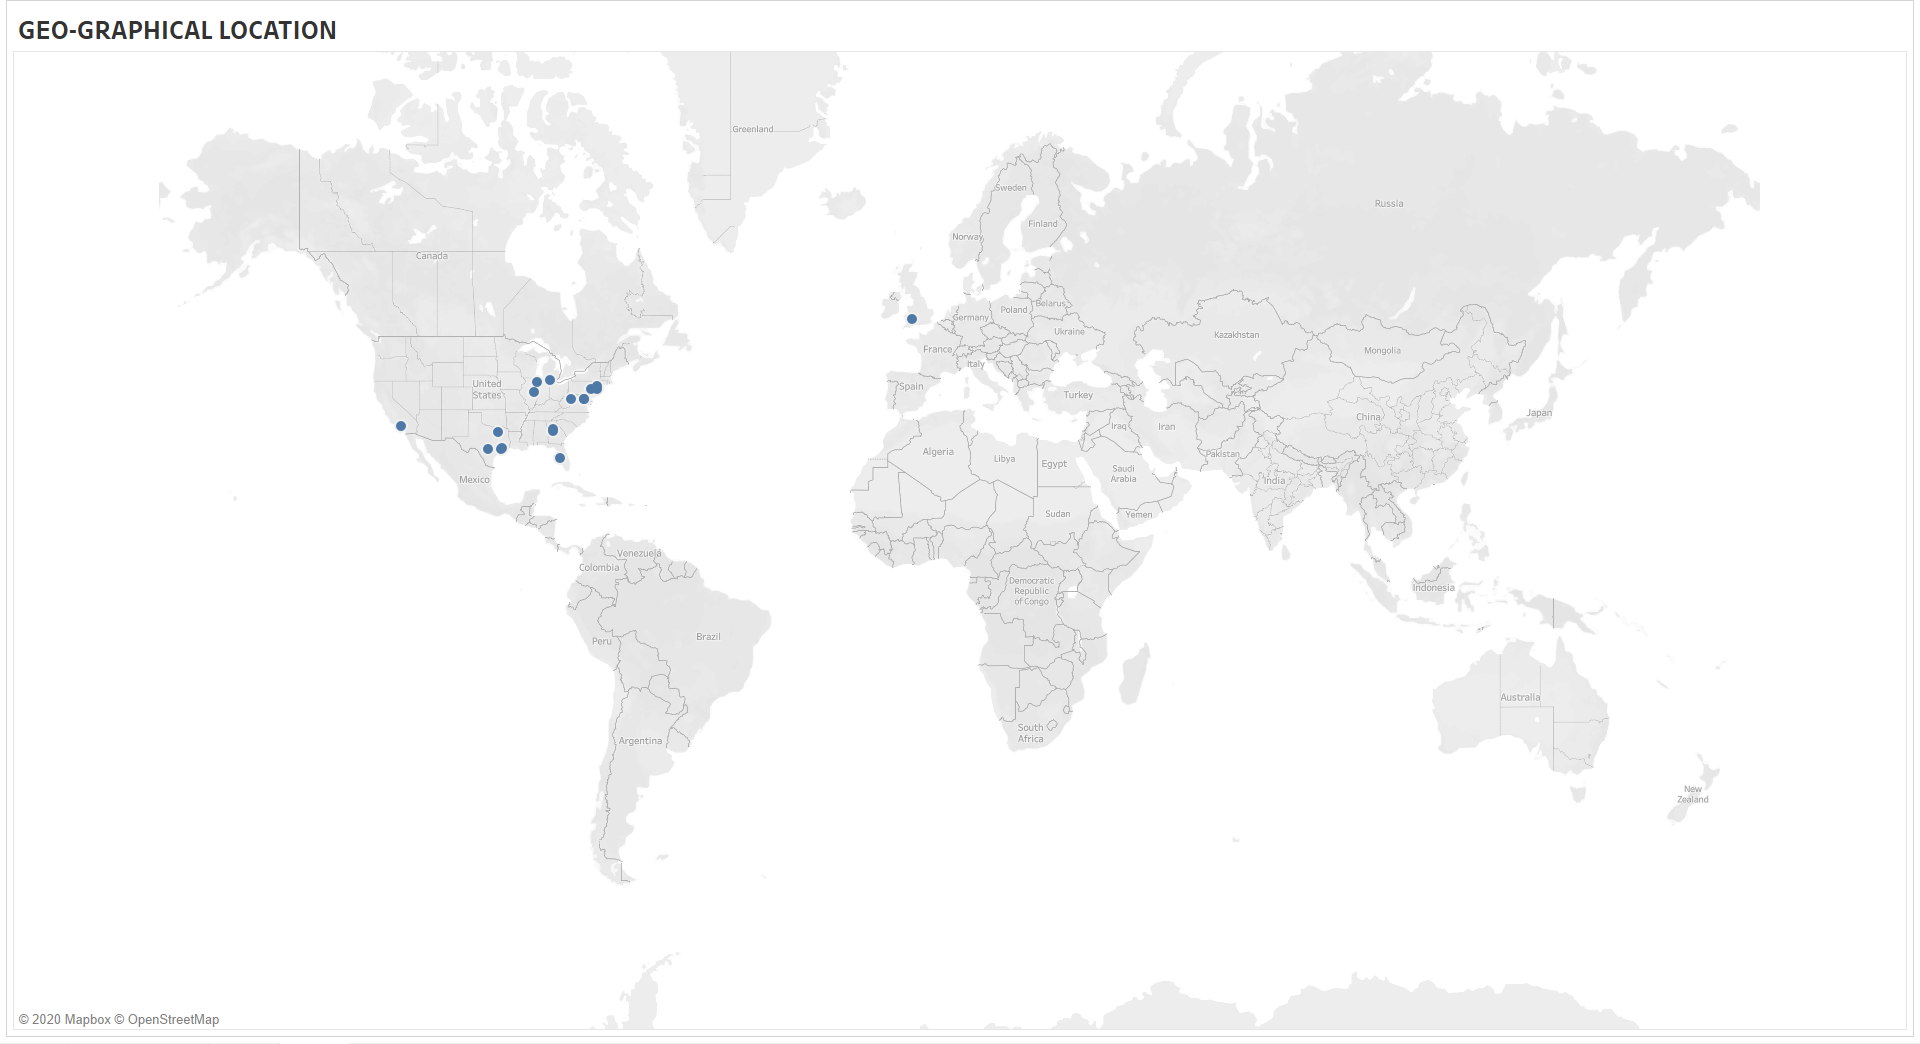 GEO-GRAPHICAL LOCATION
Greenland
Sweden
Russia
Finland
Norway
Canada
Belarus
Poland
Germany
Ukraine
Kazakhstan
France
Mongolia
Italy
United
States
Spain
Turkey
Japan
China
Iraq
Iran
Algeria
Pakistan
Libya
Egypt
Saudi
Arabia
Mexico
India
Sudan
Yemen
Venezuela
Colombia
Democratic
Republic
of Congo
Indonesia
Peru
Brazil
Australia
South
Africa
Argentina
New
Zealand
© 2020 Mapbox © OpenStreetMap